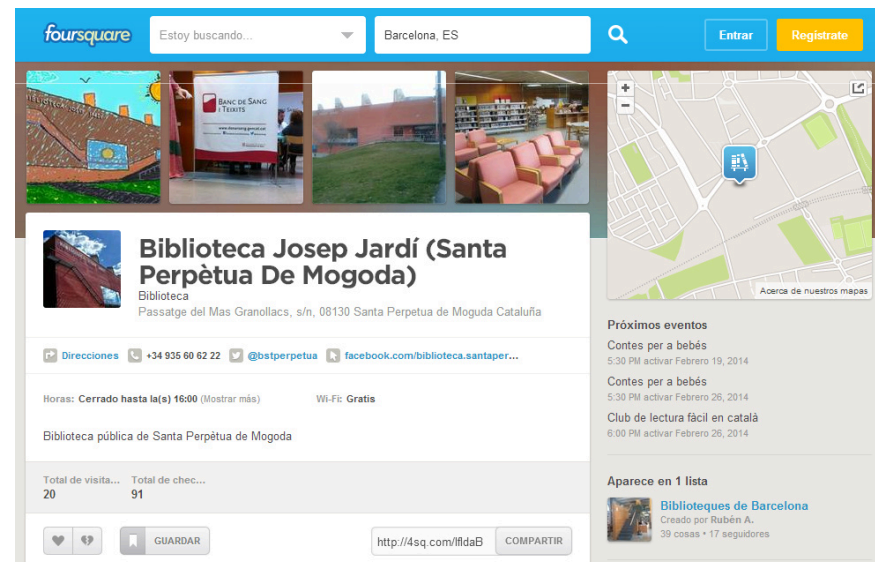 foursquare
Estoy buscando...
Barcelona, ES
Entrar
Regístrate
BANC DE SANG
I TEIXITS
+
−
Acerca de nuestros mapas
Biblioteca Josep Jardí (Santa
Perpètua De Mogoda)
Biblioteca
Passatge del Mas Granollacs, s/n, 08130 Santa Perpetua de Moguda Cataluña
Direcciones +34 935 60 62 22 @bstperpetua facebook.com/biblioteca.santaper...
Horas: Cerrado hasta la(s) 16:00 (Mostrar más) Wi-Fi: Gratis
Biblioteca pública de Santa Perpètua de Mogoda
Total de visita... Total de chec...
20 91
GUARDAR
http://4sq.com/IfIdaB
COMPARTIR
Próximos eventos
Contes per a bebés
5:30 PM activar Febrero 19, 2014
Contes per a bebés
5:30 PM activar Febrero 26, 2014
Club de lectura fàcil en català
6:00 PM activar Febrero 26, 2014
Aparece en 1 lista
Biblioteques de Barcelona
Creado por Rubén A.
39 cosas • 17 seguidores